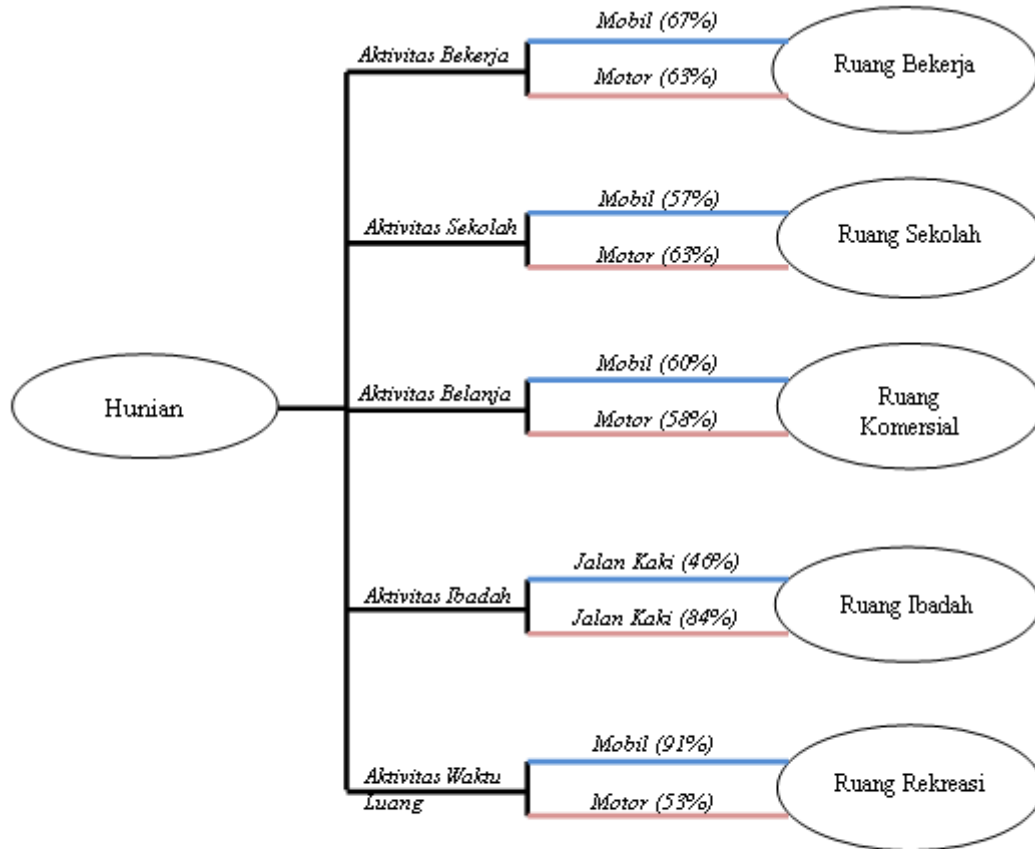 Mobil (67%)
Aktivitas Bekerja
Motor (63%)
Ruang Bekerja
Mobil (57%)
Aktivitas Sekolah
Motor (63%)
Ruang Sekolah
Mobil (60%)
Hunian
Aktivitas Belanja
Motor (58%)
Ruang
Komersial
Jalan Kaki (46%)
Aktivitas Ibadah
Jalan Kaki (84%)
Ruang Ibadah
Mobil (91%)
Aktivitas Waktu
Luang
Motor (53%)
Ruang Rekreasi